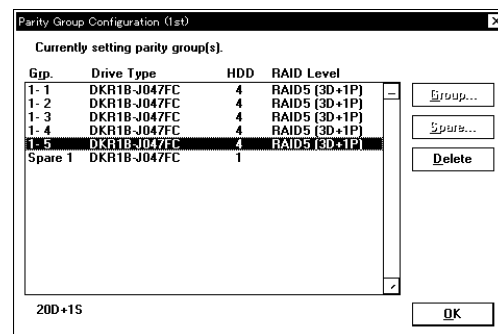 Parity Group Configuration (1st)
Currently setting parity group(s).
Grp. Drive Type HDD RAID Level
1- 1 DKR1B-J047FC 4 RAID5 (3D+1P)
1- 2 DKR1B-J047FC 4 RAID5 (3D+1P)
1- 3 DKR1B-J047FC 4 RAID5 (3D+1P)
1- 4 DKR1B-J047FC 4 RAID5 (3D+1P)
1- 5 DKR1B-J047FC 4 RAID5 (3D+1P)
Spare 1 DKR1B-J047FC 1
Group...
Spare...
Delete
20D+1S
OK